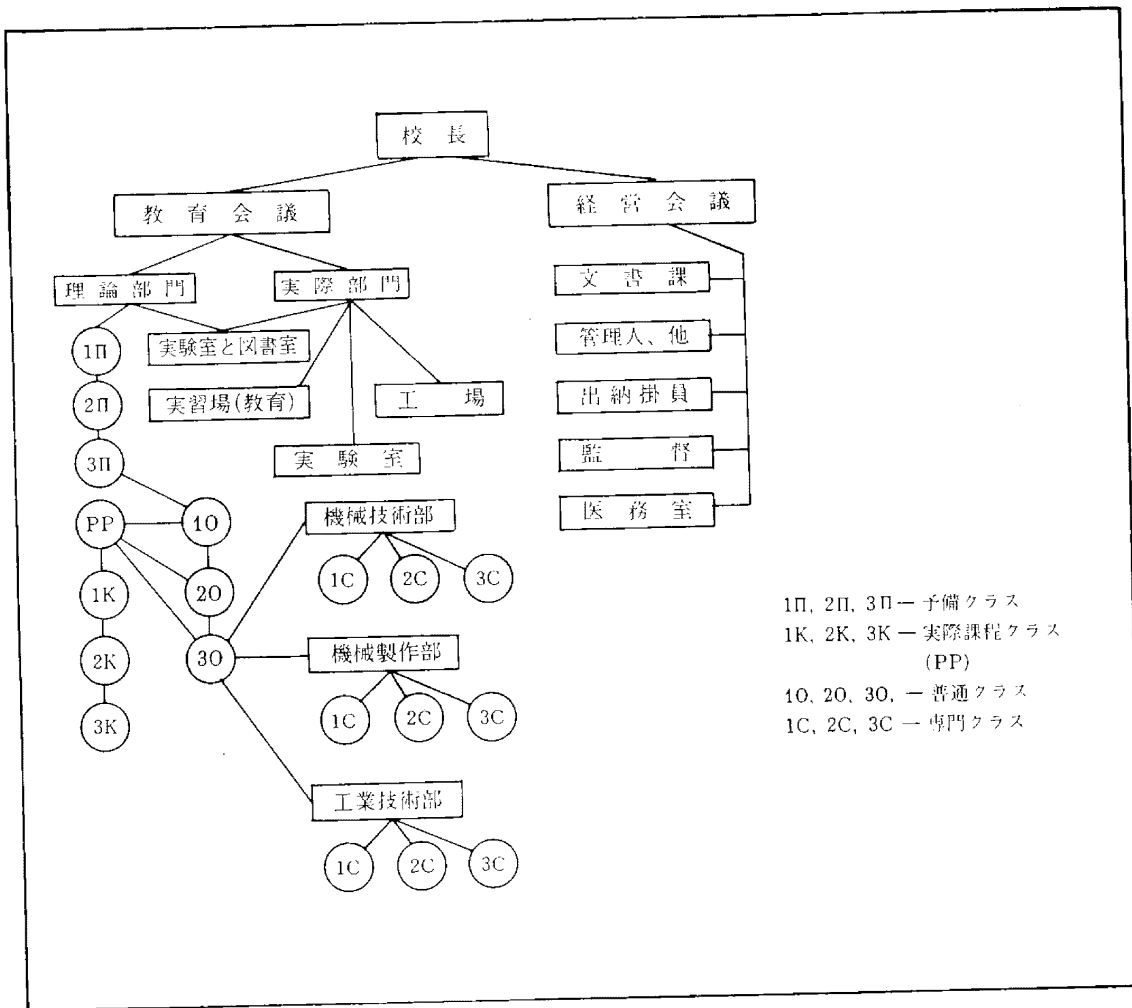 校長
教育会議
経営会議
理論部門
実際部門
文書課
管理人、他
出納掛員
監督
医務室
実験室と図書室
実習場(教育)
工場
実験室
1П
2П
3П
PP
1O
1K
2O
2K
3O
3K
機械技術部
1C
2C
3C
機械製作部
1C
2C
3C
工業技術部
1C
2C
3C
1П, 2П, 3П — 予備クラス
1K, 2K, 3K — 実際課程クラス
(PP)
1O, 2O, 3O, — 普通クラス
1C, 2C, 3C — 専門クラス